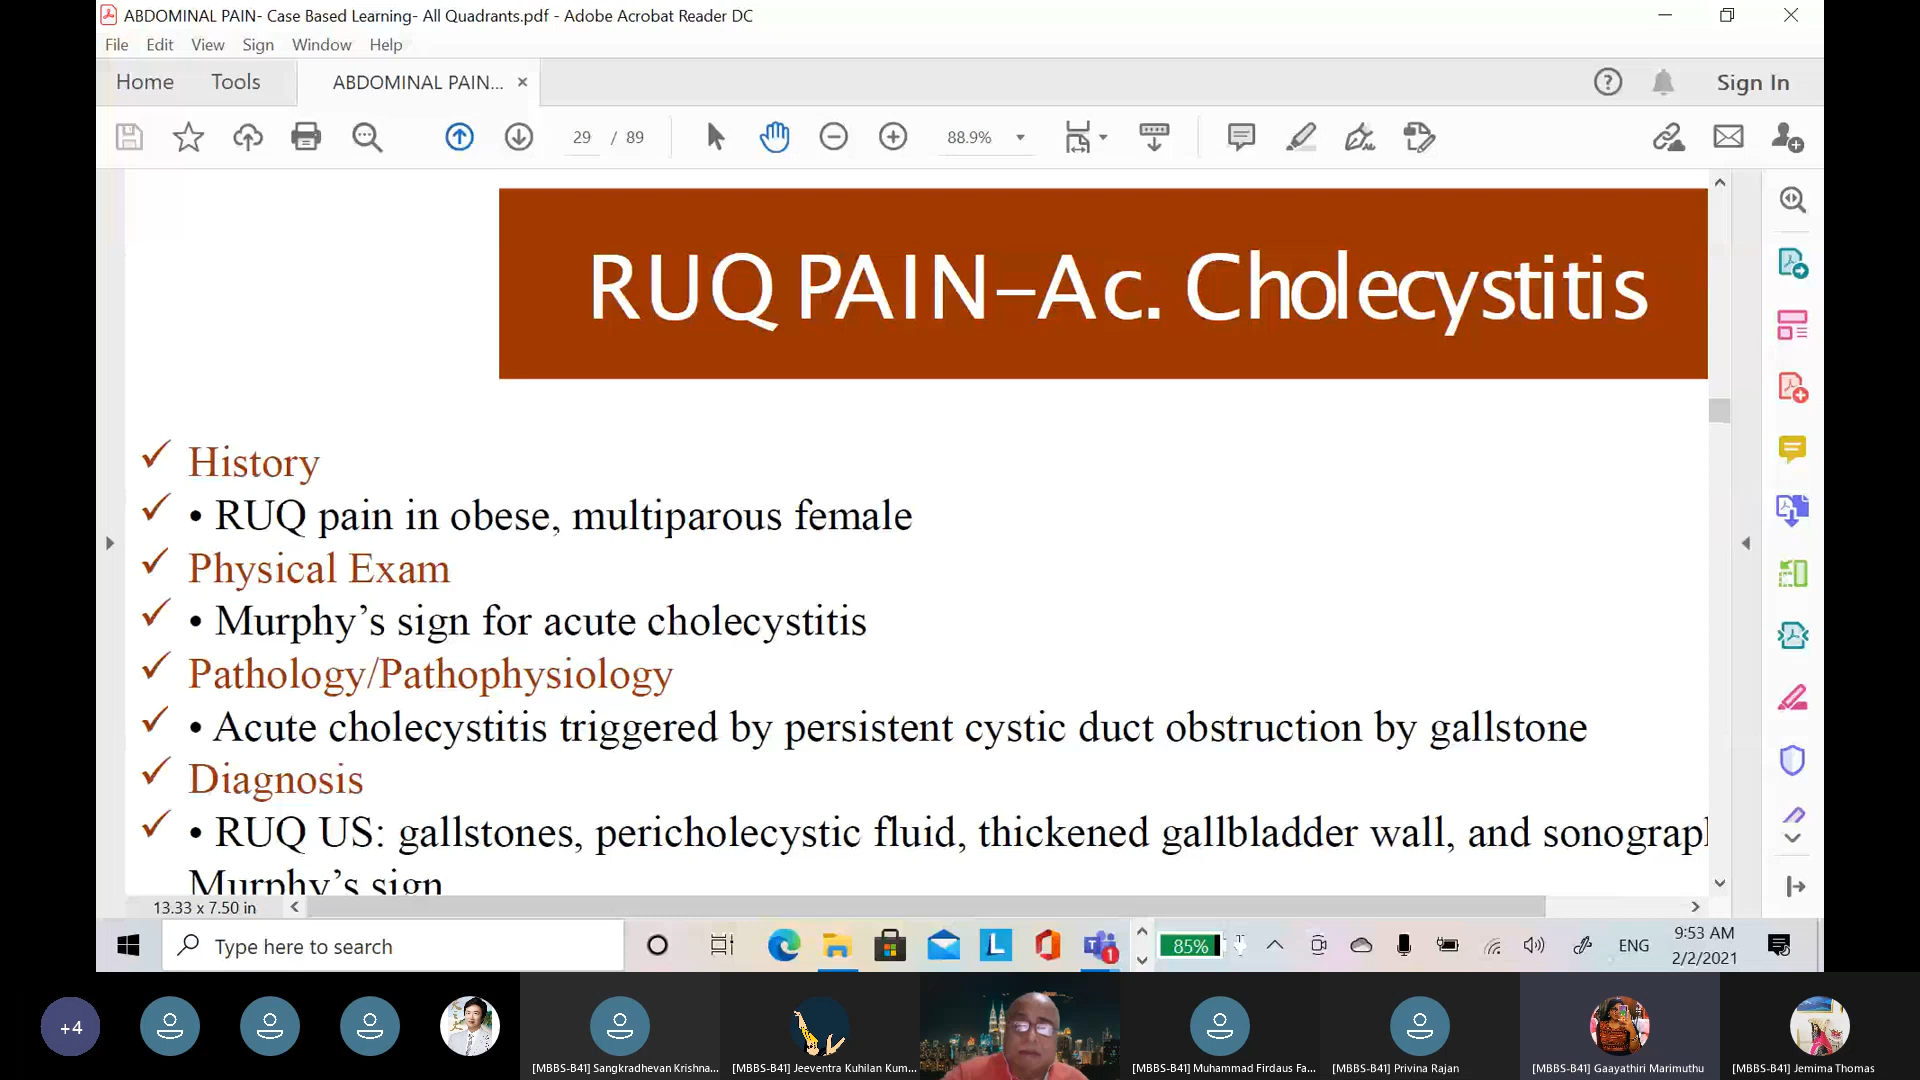 ABDOMINAL PAIN- Case Based Learning- All Quadrants.pdf - Adobe Acrobat Reader DC
File Edit View Sign Window Help
Home Tools ABDOMINAL PAIN... × Sign In
29 / 89 88.9%
RUQ PAIN–Ac. Cholecystitis
✓ History
✓ • RUQ pain in obese, multiparous female
✓ Physical Exam
✓ • Murphy’s sign for acute cholecystitis
✓ Pathology/Pathophysiology
✓ • Acute cholecystitis triggered by persistent cystic duct obstruction by gallstone
✓ Diagnosis
✓ • RUQ US: gallstones, pericholecystic fluid, thickened gallbladder wall, and sonograph
Murphy’s sign
13.33 x 7.50 in
Type here to search
L
1
85%
ENG
9:53 AM
2/2/2021
+4
[MBBS-B41] Sangkradhevan Krishna...
[MBBS-B41] Jeeventra Kuhilan Kum...
[MBBS-B41] Muhammad Firdaus Fa...
[MBBS-B41] Privina Rajan
[MBBS-B41] Gaayathiri Marimuthu
[MBBS-B41] Jemima Thomas